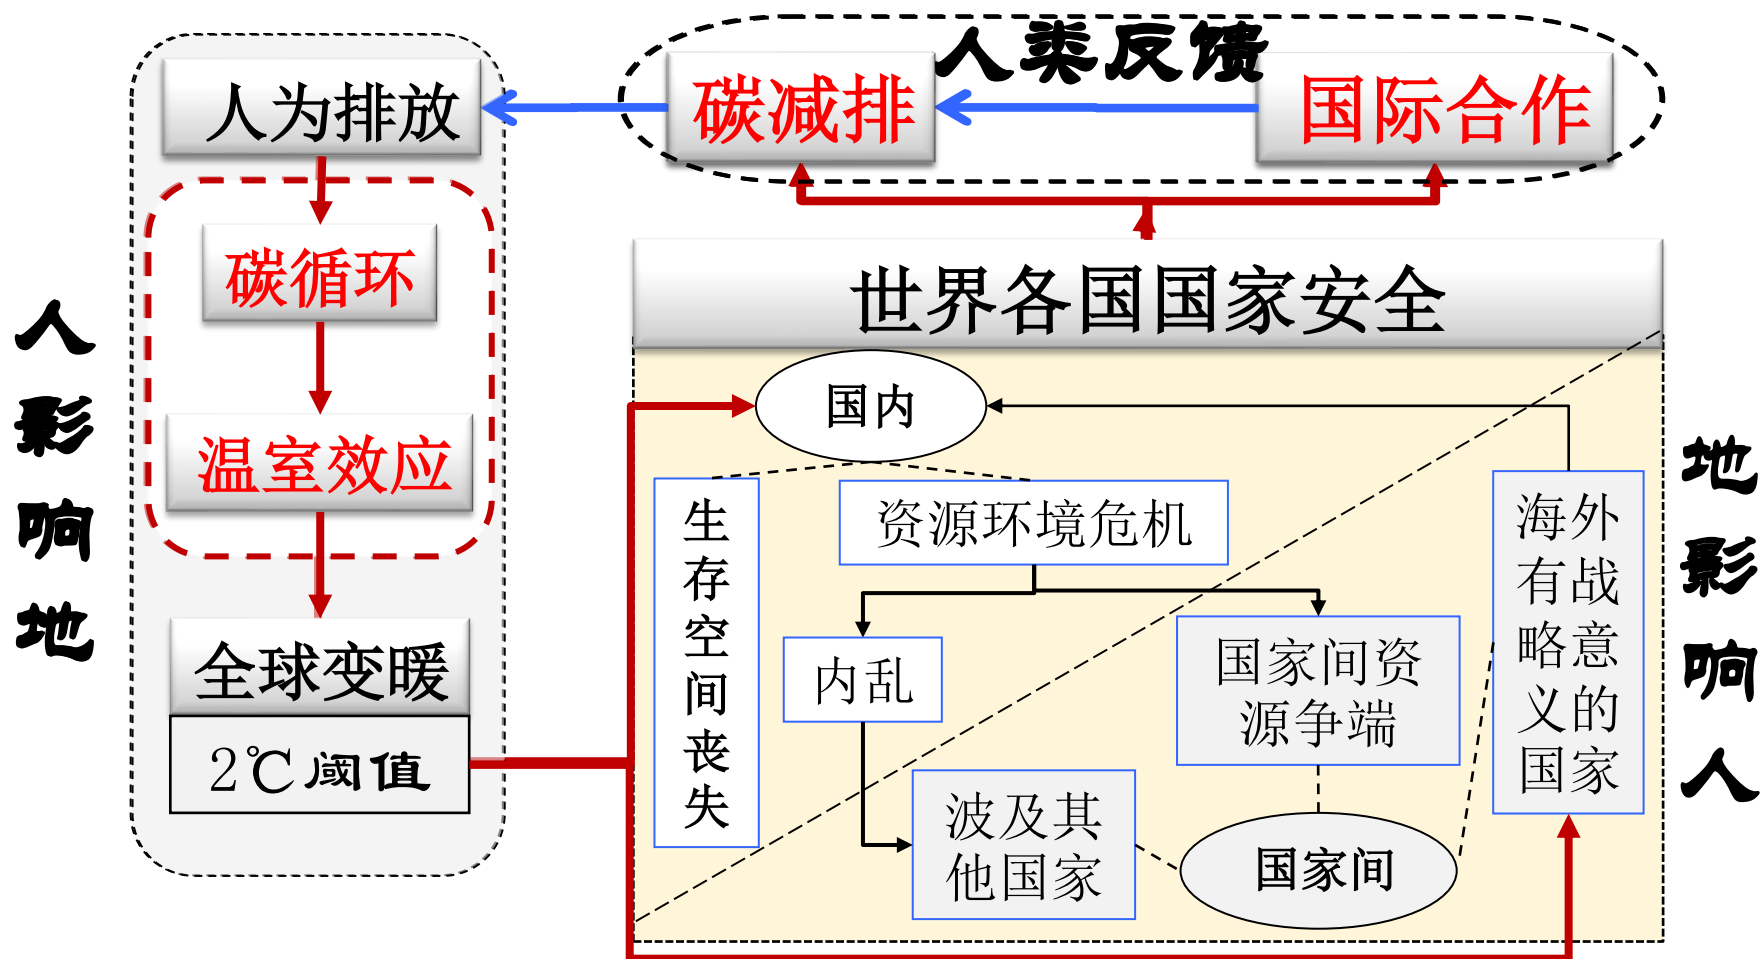 人类反馈
人为排放
碳减排
国际合作
人影响地
碳循环
温室效应
全球变暖
2℃阈值
世界各国国家安全
国内
生存空间丧失
资源环境危机
内乱
国家间资
源争端
波及其
他国家
国家间
海外
有战
略意
义的
国家
地影响人